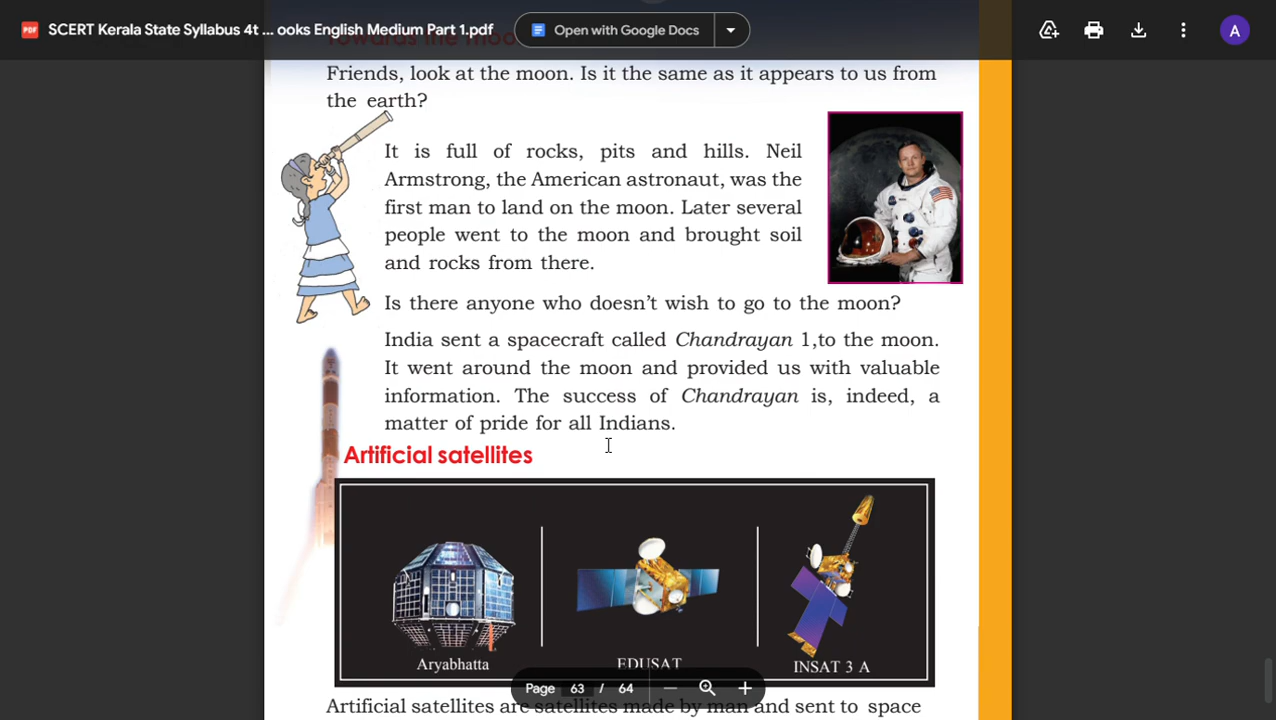 SCERT Kerala State Syllabus 4t ... ooks English Medium Part 1.pdf
Open with Google Docs
A
Towards the moon
Friends, look at the moon. Is it the same as it appears to us from
the earth?
It is full of rocks, pits and hills. Neil
Armstrong, the American astronaut, was the
first man to land on the moon. Later several
people went to the moon and brought soil
and rocks from there.
Is there anyone who doesn't wish to go to the moon?
India sent a spacecraft called Chandrayan 1,to the moon.
It went around the moon and provided us with valuable
information. The success of Chandrayan is, indeed, a
matter of pride for all Indians.
Artificial satellites
Aryabhatta
EDUSAT
INSAT 3 A
Page 63 / 64
Artificial satellites are satellites made by man and sent to space